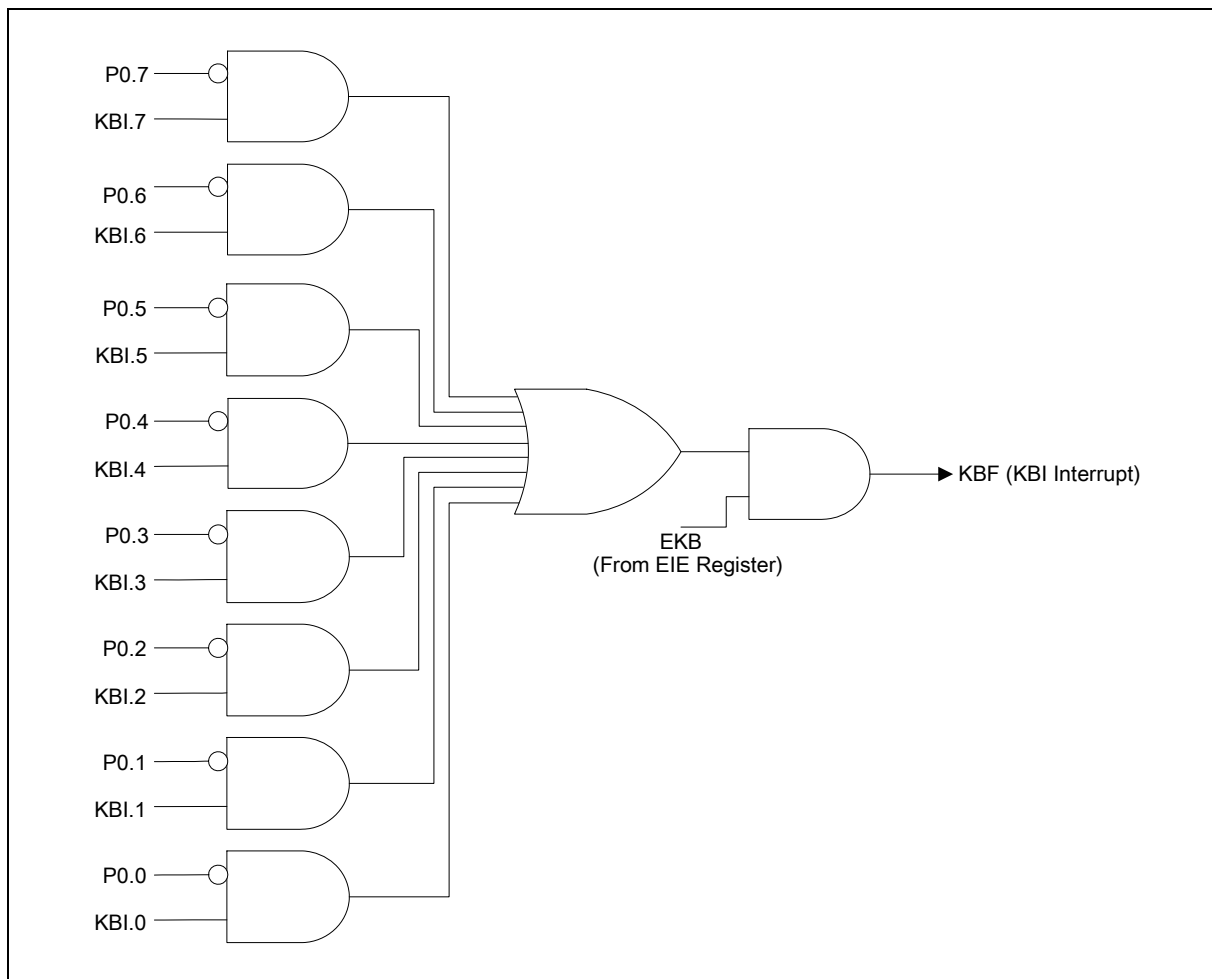 P0.7
KBI.7
P0.6
KBI.6
P0.5
KBI.5
P0.4
KBI.4
P0.3
KBI.3
P0.2
KBI.2
P0.1
KBI.1
P0.0
KBI.0
EKB
(From EIE Register)
KBF (KBI Interrupt)